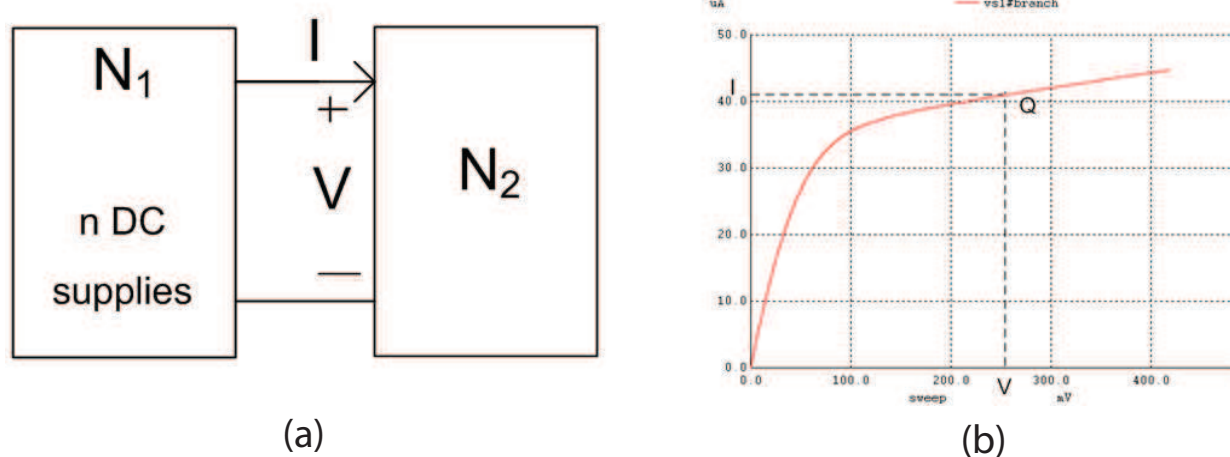 N1
n DC
supplies
I
+
V
—
N2
(a)
uA
vs1#branch
50.0
I
40.0
30.0
20.0
10.0
0.0
Q
0.0 100.0 200.0 V 300.0 400.0
sweep mV
(b)